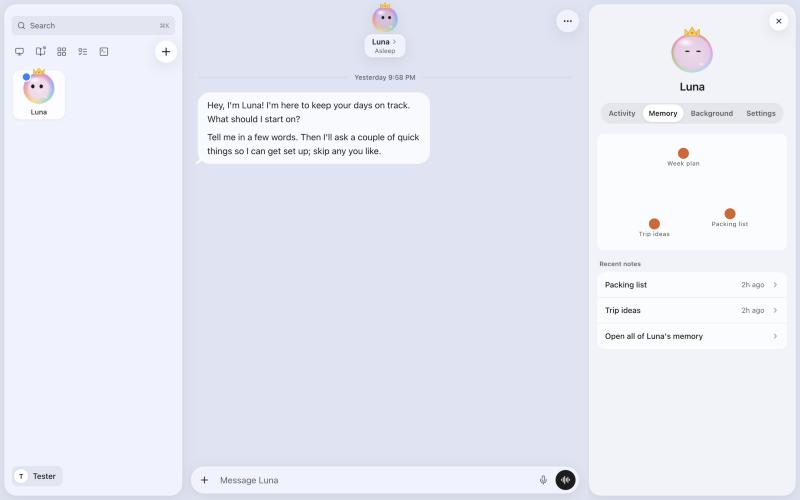 Search
⌘K
Luna
T
Tester
Luna
Asleep
Yesterday 9:58 PM
Hey, I'm Luna! I'm here to keep your days on track.
What should I start on?
Tell me in a few words. Then I'll ask a couple of quick
things so I can get set up; skip any you like.
Message Luna
Luna
Activity Memory Background Settings
Week plan
Packing list
Trip ideas
Recent notes
Packing list 2h ago
Trip ideas 2h ago
Open all of Luna's memory